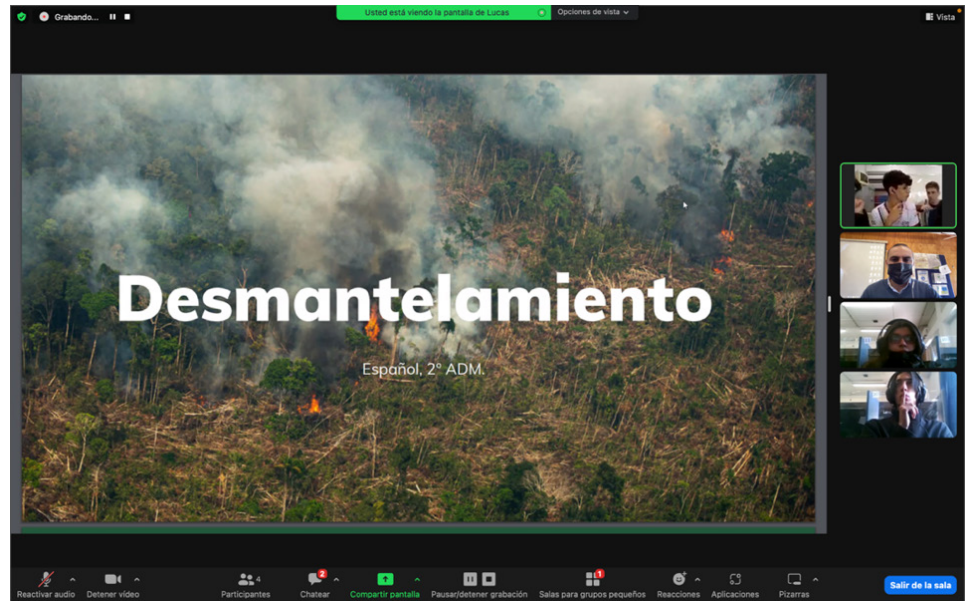 Grabando...
Usted está viendo la pantalla de Lucas
Opciones de vista
Vista
Desmantelamiento
Español, 2º ADM.
Reactivar audio
Detener vídeo
4
Participantes
2
Chatear
Compartir pantalla
Pausar/detener grabación
1
Salas para grupos pequeños
Reacciones
Aplicaciones
Pizarras
Salir de la sala